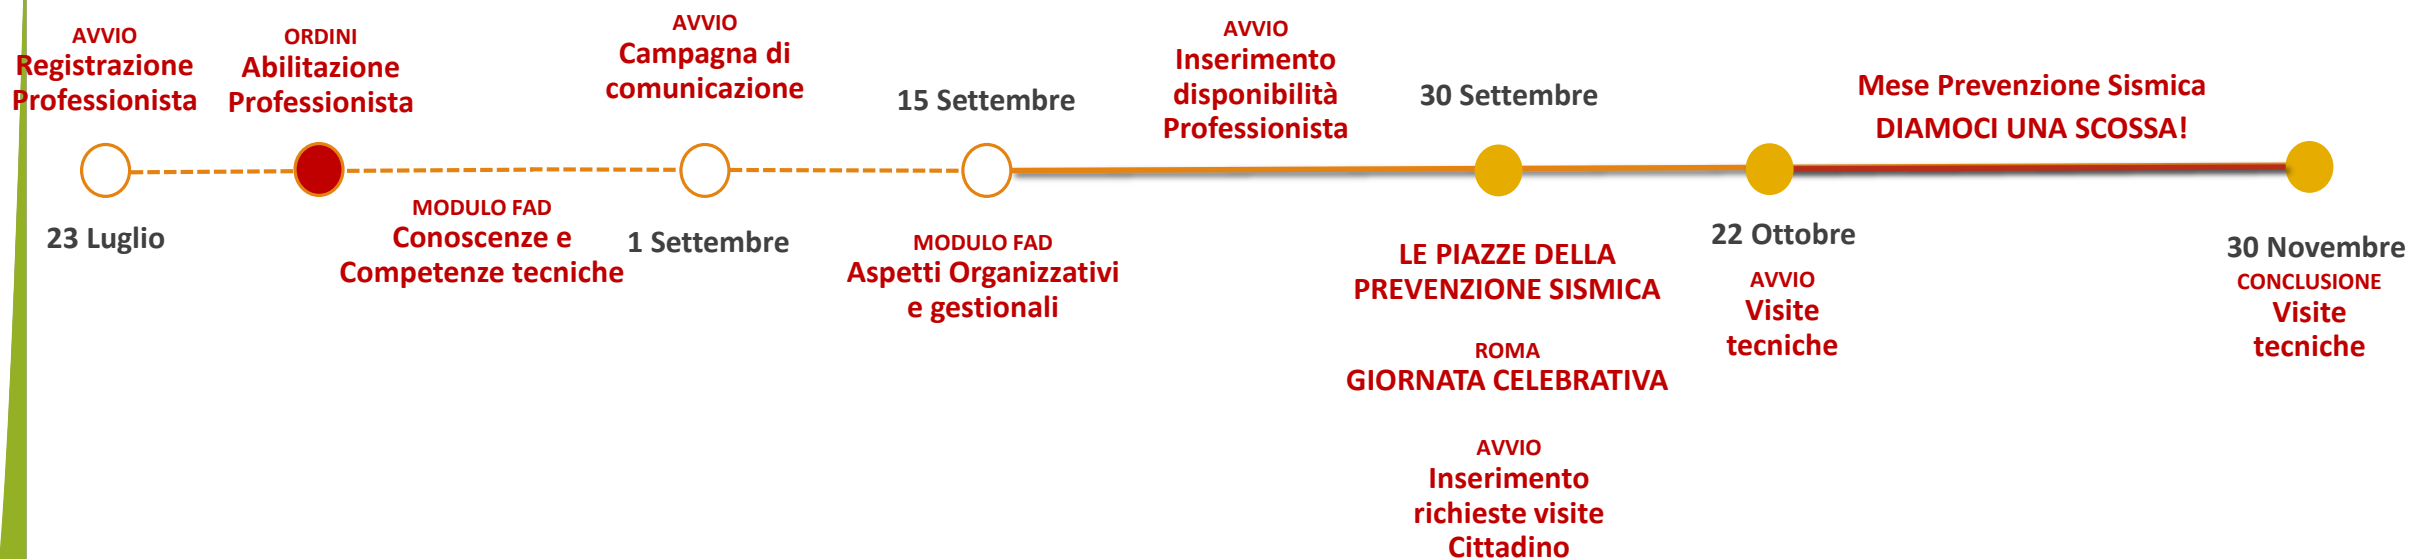 AVVIO
Registrazione
Professionista
23 Luglio
ORDINI
Abilitazione
Professionista
MODULO FAD
Conoscenze e
Competenze tecniche
AVVIO
Campagna di
comunicazione
1 Settembre
15 Settembre
MODULO FAD
Aspetti Organizzativi
e gestionali
AVVIO
Inserimento
disponibilità
Professionista
30 Settembre
LE PIAZZE DELLA
PREVENZIONE SISMICA
ROMA
GIORNATA CELEBRATIVA
AVVIO
Inserimento
richieste visite
Cittadino
22 Ottobre
AVVIO
Visite
tecniche
Mese Prevenzione Sismica
DIAMOCI UNA SCOSSA!
30 Novembre
CONCLUSIONE
Visite
tecniche